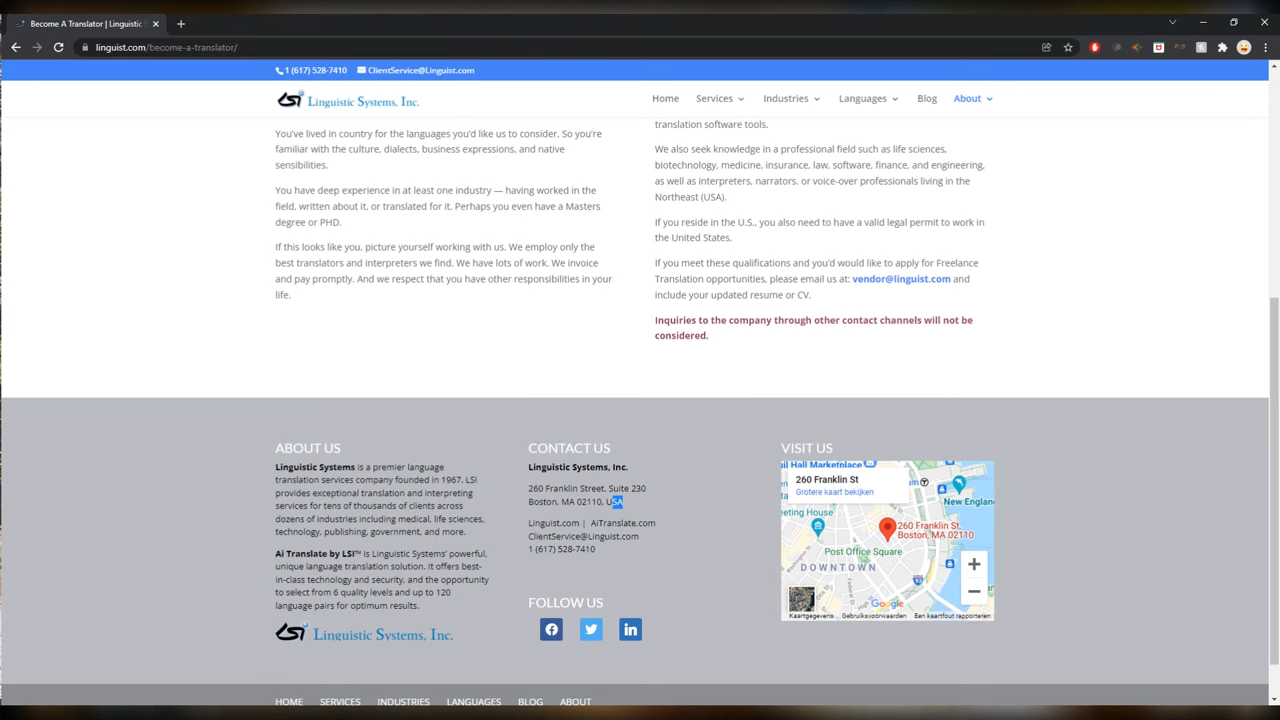 Become A Translator | Linguistic
linguist.com/become-a-translator/
1 (617) 528-7410 ClientService@Linguist.com
LSI Linguistic Systems, Inc.
Home Services Industries Languages Blog About
You've lived in country for the languages you'd like us to consider. So you're
familiar with the culture, dialects, business expressions, and native
sensibilities.
You have deep experience in at least one industry — having worked in the
field, written about it, or translated for it. Perhaps you even have a Masters
degree or PHD.
If this looks like you, picture yourself working with us. We employ only the
best translators and interpreters we find. We have lots of work. We invoice
and pay promptly. And we respect that you have other responsibilities in your
life.
translation software tools.
We also seek knowledge in a professional field such as life sciences,
biotechnology, medicine, insurance, law, software, finance, and engineering,
as well as interpreters, narrators, or voice-over professionals living in the
Northeast (USA).
If you reside in the U.S., you also need to have a valid legal permit to work in
the United States.
If you meet these qualifications and you'd like to apply for Freelance
Translation opportunities, please email us at: vendor@linguist.com and
include your updated resume or CV.
Inquiries to the company through other contact channels will not be
considered.
ABOUT US
Linguistic Systems is a premier language
translation services company founded in 1967. LSI
provides exceptional translation and interpreting
services for tens of thousands of clients across
dozens of industries including medical, life sciences,
technology, publishing, government, and more.
Ai Translate by LSI™ is Linguistic Systems' powerful,
unique language translation solution. It offers best-
in-class technology and security, and the opportunity
to select from 6 quality levels and up to 120
language pairs for optimum results.
LSI Linguistic Systems, Inc.
CONTACT US
Linguistic Systems, Inc.
260 Franklin Street, Suite 230
Boston, MA 02110, USA
Linguist.com | AiTranslate.com
ClientService@Linguist.com
1 (617) 528-7410
FOLLOW US
VISIT US
uil Hall Marketplace
260 Franklin St
Grotere kaart bekijken
New England
eeting House
260 Franklin St,
Boston, MA 02110
Post Office Square
DOWNTOWN
Google
Kaartgegevens Gebruiksvoorwaarden Een kaartfout rapporteren
HOME SERVICES INDUSTRIES LANGUAGES BLOG ABOUT